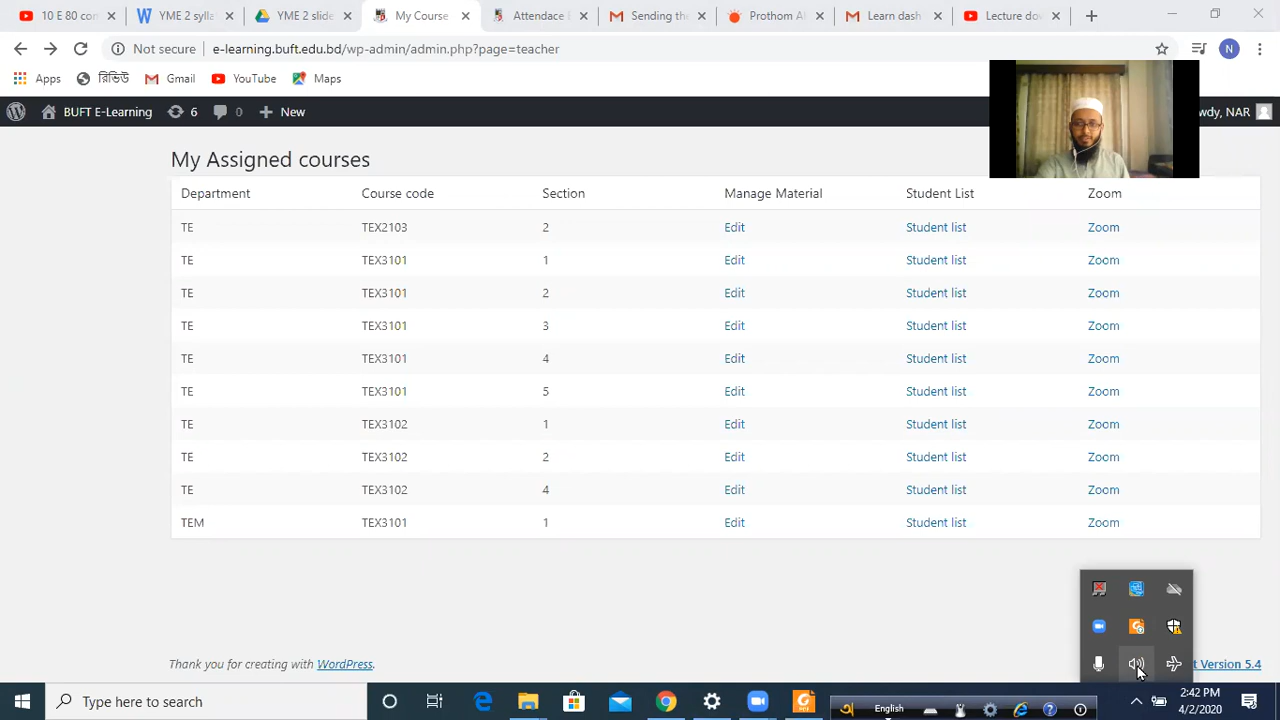 10 E 80 cor
YME 2 sylla
YME 2 slide
My Course
Attendace E
Sending the
Prothom Al
Learn dash
Lecture dow
Not secure
e-learning.buft.edu.bd/wp-admin/admin.php?page=teacher
N
Apps
রিভিউ
Gmail
YouTube
Maps
BUFT E-Learning
6
0
New
wdy, NAR
My Assigned courses
Department Course code Section Manage Material Student List Zoom
TE TEX2103 2 Edit Student list Zoom
TE TEX3101 1 Edit Student list Zoom
TE TEX3101 2 Edit Student list Zoom
TE TEX3101 3 Edit Student list Zoom
TE TEX3101 4 Edit Student list Zoom
TE TEX3101 5 Edit Student list Zoom
TE TEX3102 1 Edit Student list Zoom
TE TEX3102 2 Edit Student list Zoom
TE TEX3102 4 Edit Student list Zoom
TEM TEX3101 1 Edit Student list Zoom
Thank you for creating with WordPress.
t Version 5.4
Type here to search
English
2:42 PM
4/2/2020